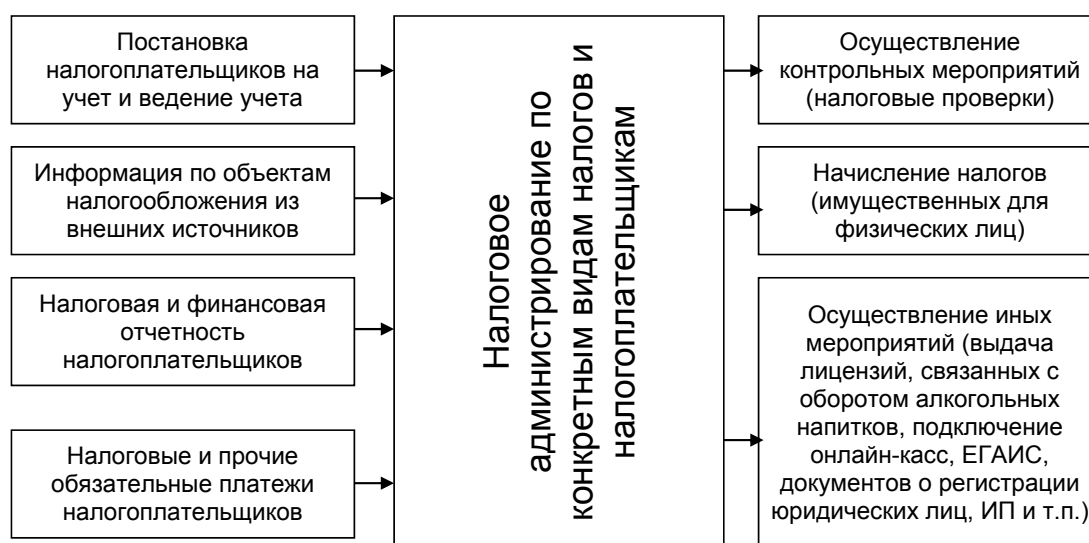 Постановка
налогоплательщиков на
учет и ведение учета
Информация по объектам
налогообложения из
внешних источников
Налоговая и финансовая
отчетность
налогоплательщиков
Налоговые и прочие
обязательные платежи
налогоплательщиков
Налоговое
администрирование по
конкретным видам налогов и
налогоплательщикам
Осуществление
контрольных мероприятий
(налоговые проверки)
Начисление налогов
(имущественных для
физических лиц)
Осуществление иных
мероприятий (выдача
лицензий, связанных с
оборотом алкогольных
напитков, подключение
онлайн-касс, ЕГАИС,
документов о регистрации
юридических лиц, ИП и т.п.)